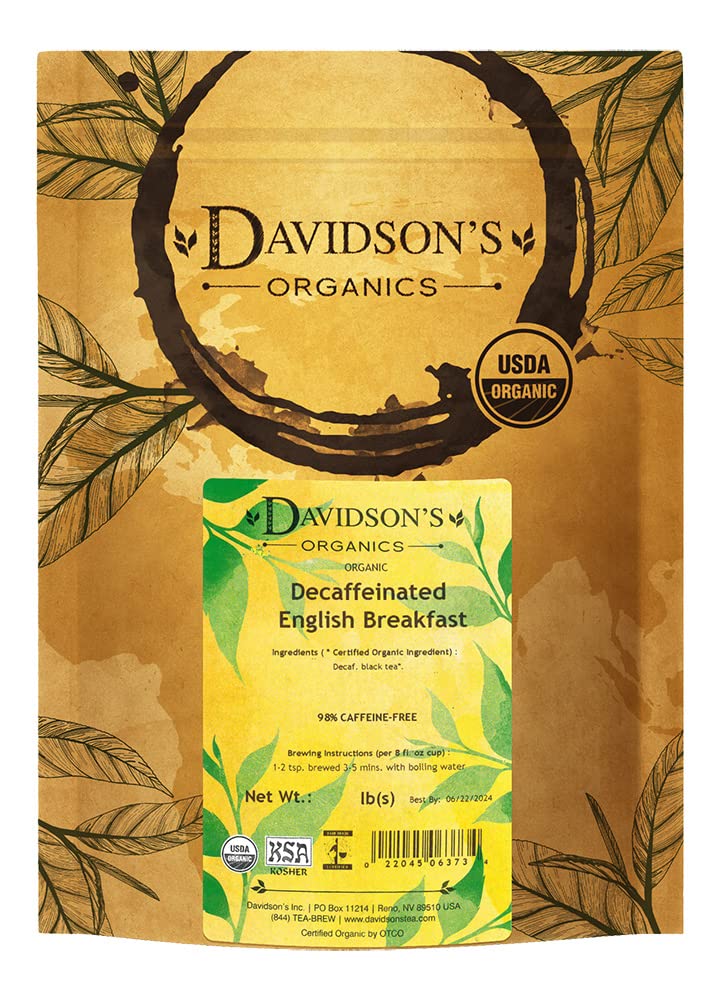 DAVIDSON'S
ORGANICS
USDA
ORGANIC
DAVIDSON'S
ORGANICS
ORGANIC
Decaffeinated
English Breakfast
Ingredients ( * Certified Organic Ingredient) :
Decaf. black tea*.
98% CAFFEINE-FREE
Brewing Instructions (per 8 fl. oz cup) :
1-2 tsp. brewed 3-5 mins. with boiling water
Net Wt.: lb(s) Best By: 06/22/2024
USDA
ORGANIC
KSA
KOSHER
0 22045 06373 4
Davidson's Inc. | PO Box 11214 | Reno, NV 89510 USA
(844) TEA-BREW | www.davidsonstea.com
Certified Organic by OTCO